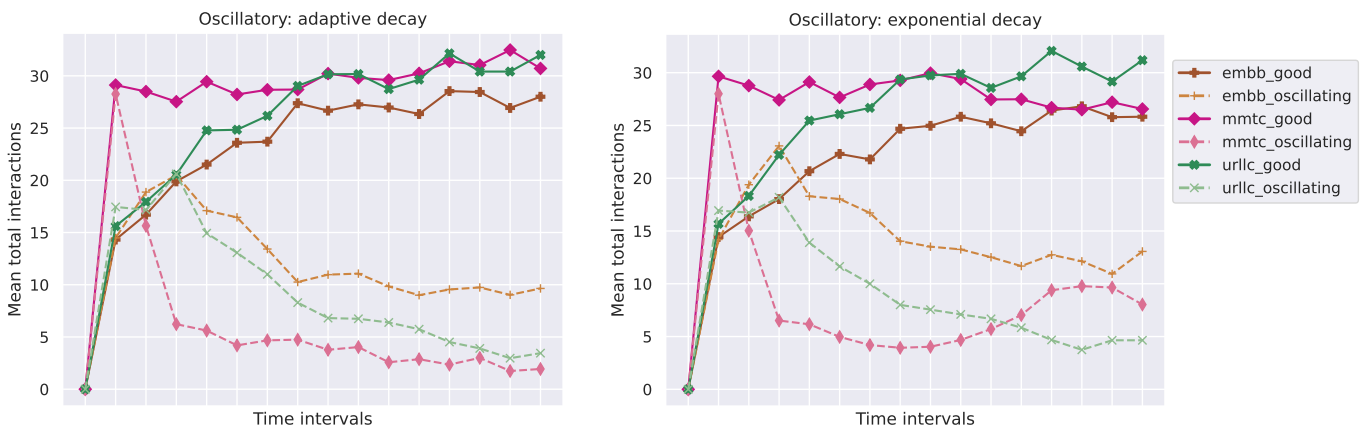 Oscillatory: adaptive decay
Mean total interactions
30
25
20
15
10
5
0
Time intervals
Oscillatory: exponential decay
Mean total interactions
30
25
20
15
10
5
0
Time intervals
embb_good
embb_oscillating
mmtc_good
mmtc_oscillating
urllc_good
urllc_oscillating